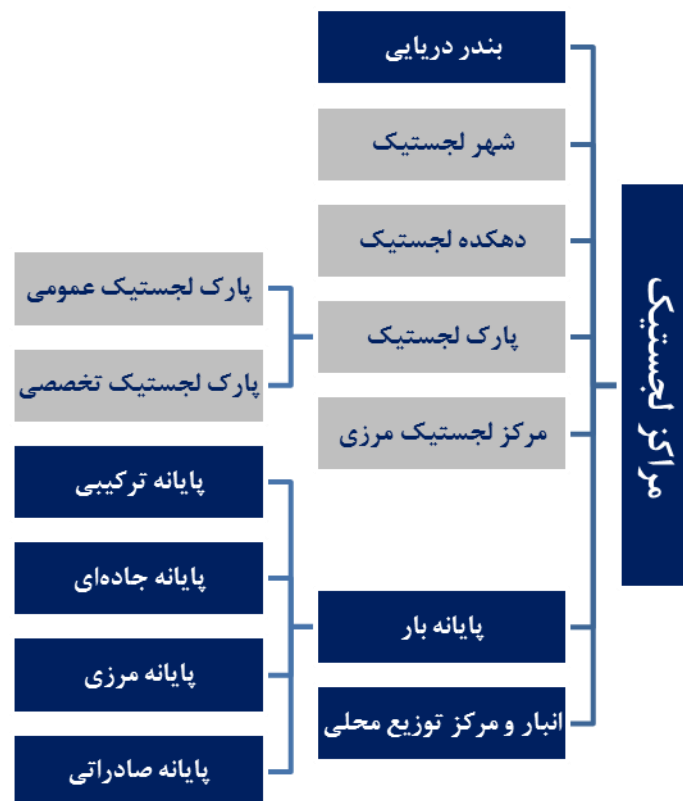 مراکز لجستیک
بندر دریایی
شهر لجستیک
دهکده لجستیک
پارک لجستیک
پارک لجستیک عمومی
پارک لجستیک تخصصی
مرکز لجستیک مرزی
پایانه بار
پایانه ترکیبی
پایانه جاده‌ای
پایانه مرزی
پایانه صادراتی
انبار و مرکز توزیع محلی